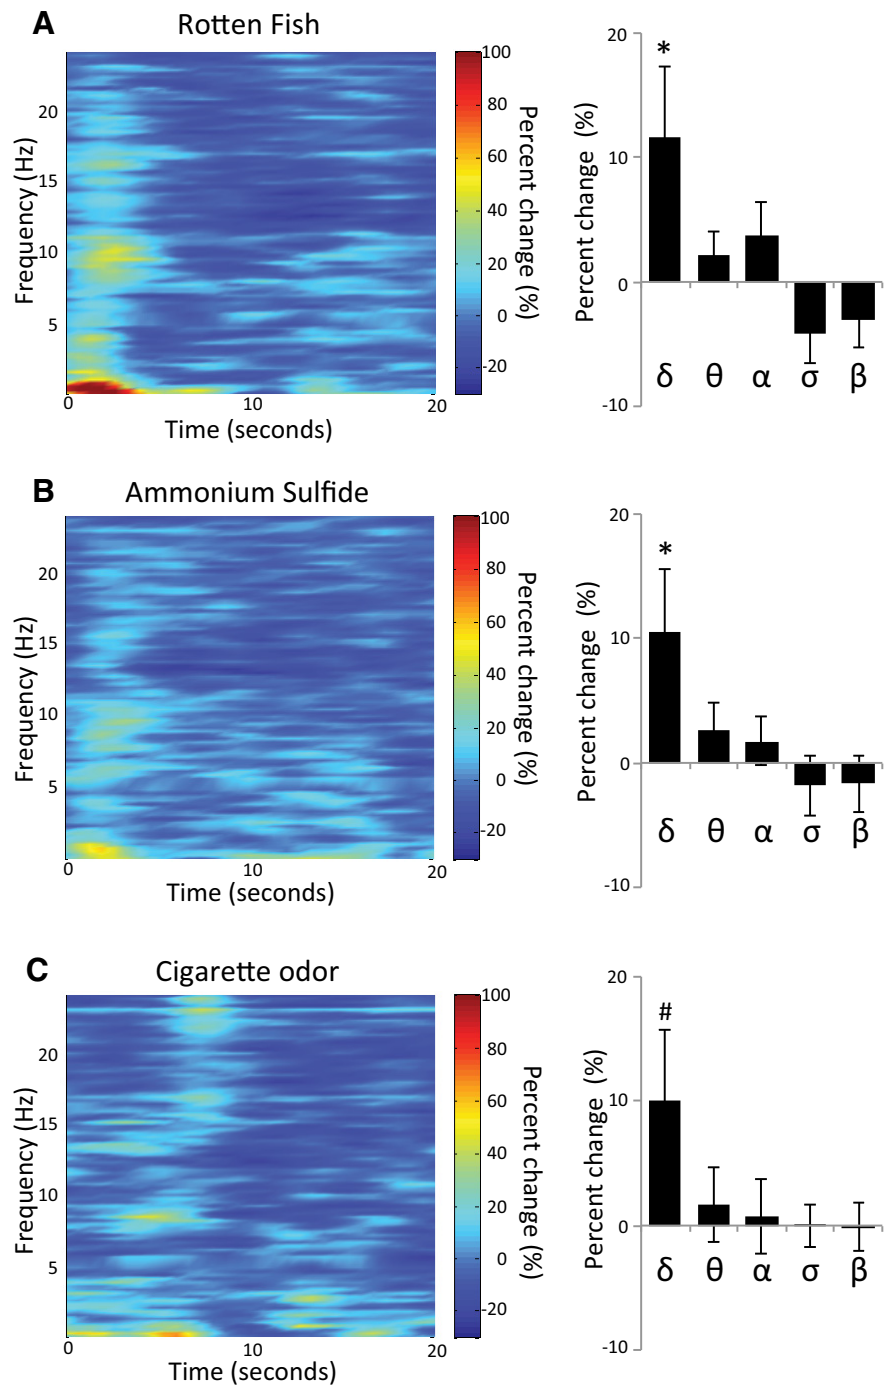 A
Rotten Fish
Frequency (Hz)
20
15
10
5
0
10
20
Time (seconds)
100
80
60
40
20
0
-20
Percent change (%)
Percent change (%)
20
10
0
-10
*
δ θ α σ β
B
Ammonium Sulfide
Frequency (Hz)
20
15
10
5
0
10
20
Time (seconds)
100
80
60
40
20
0
-20
Percent change (%)
Percent change (%)
20
10
0
-10
*
δ θ α σ β
C
Cigarette odor
Frequency (Hz)
20
15
10
5
0
10
20
Time (seconds)
100
80
60
40
20
0
-20
Percent change (%)
Percent change (%)
20
10
0
-10
#
δ θ α σ β